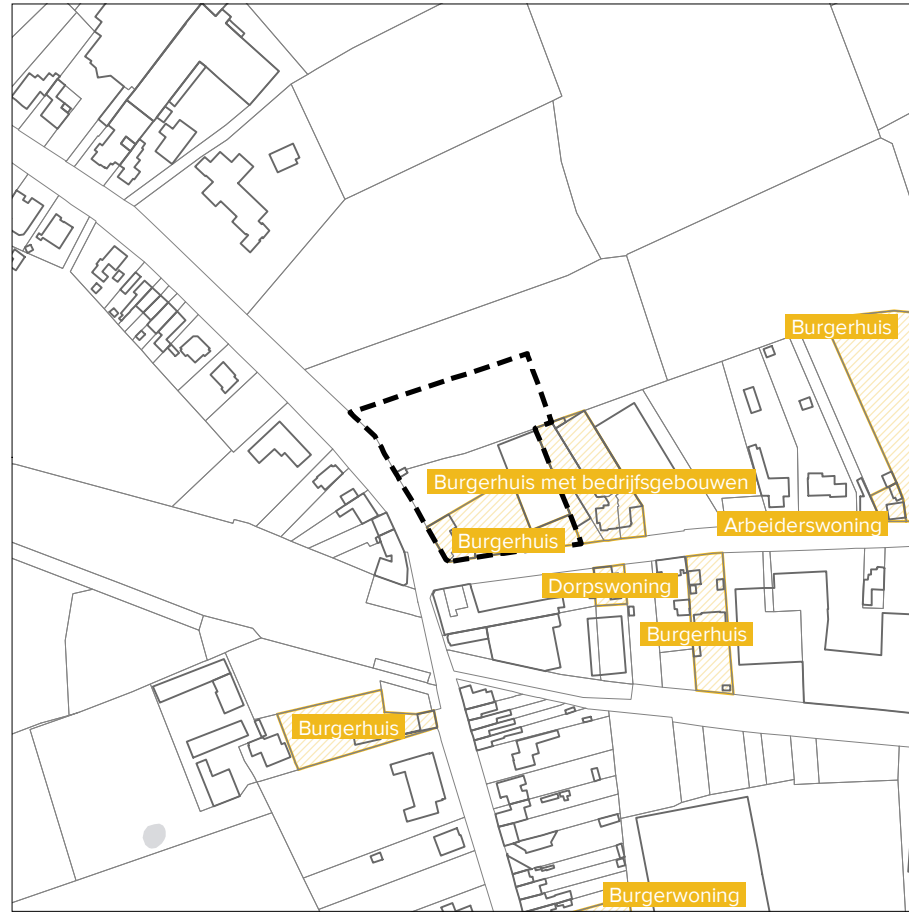 Burgerhuis
Burgerhuis met bedrijfsgebouwen
Arbeiderswoning
Burgerhuis
Dorpswoning
Burgerhuis
Burgerhuis
Burgerwoning